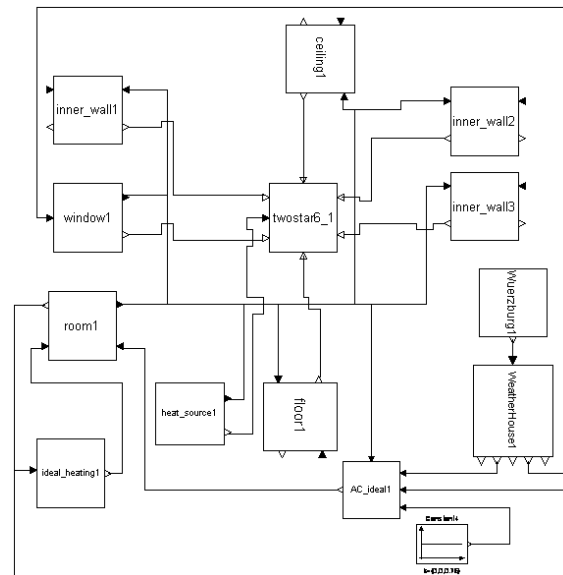 ceiling1
inner_wall1
inner_wall2
window1
twostar6_1
inner_wall3
Wuerzburg1
room1
WeatherHouse1
heat_source1
floor1
ideal_heating1
AC_ideal1